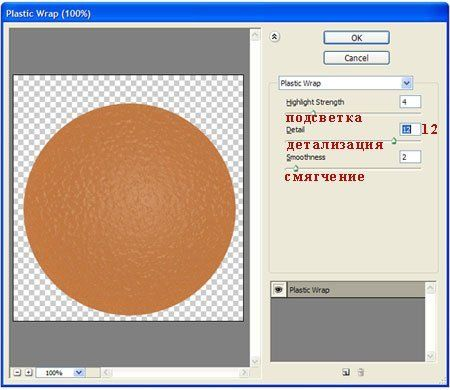 Plastic Wrap (100%)
OK
Cancel
Plastic Wrap
Highlight Strength 4
подсветка
Detail 12 12
детализация
Smoothness 2
смягчение
Plastic Wrap
100%